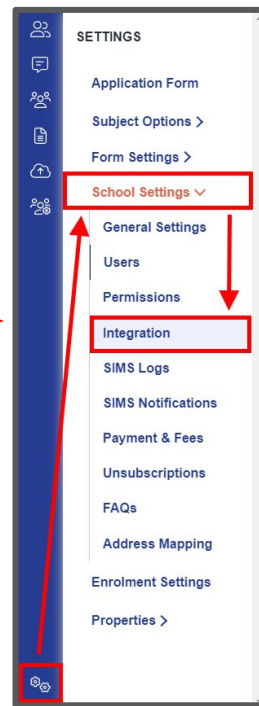 SETTINGS
Application Form
Subject Options >
Form Settings >
School Settings
General Settings
Users
Permissions
Integration
SIMS Logs
SIMS Notifications
Payment & Fees
Unsubscriptions
FAQs
Address Mapping
Enrolment Settings
Properties >